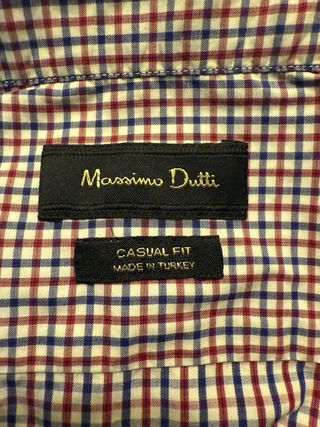 Massimo Dutti
CASUAL FIT
MADE IN TURKEY